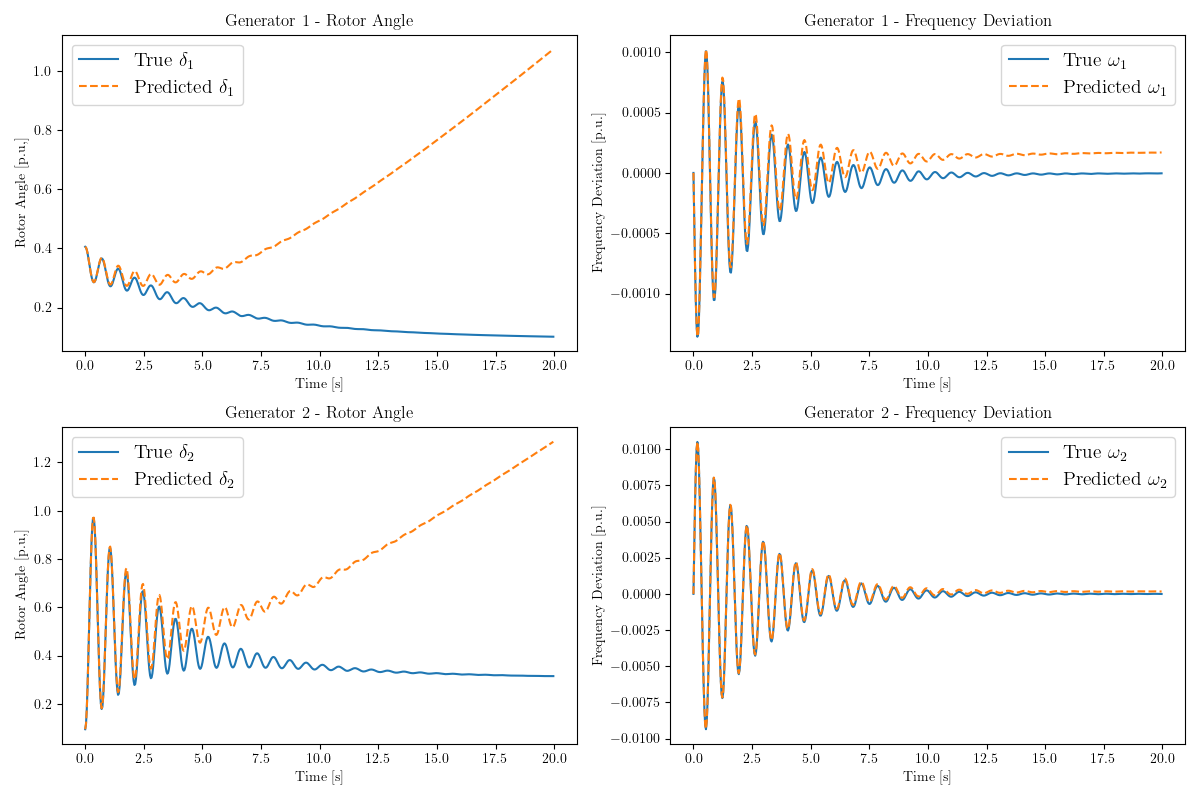 Generator 1 - Rotor Angle
True δ₁
Predicted δ₁
Rotor Angle [p.u.]
1.0
0.8
0.6
0.4
0.2
0.0 2.5 5.0 7.5 10.0 12.5 15.0 17.5 20.0
Time [s]
Generator 1 - Frequency Deviation
True ω₁
Predicted ω₁
Frequency Deviation [p.u.]
0.0010
0.0005
0.0000
−0.0005
−0.0010
0.0 2.5 5.0 7.5 10.0 12.5 15.0 17.5 20.0
Time [s]
Generator 2 - Rotor Angle
True δ₂
Predicted δ₂
Rotor Angle [p.u.]
1.2
1.0
0.8
0.6
0.4
0.2
0.0 2.5 5.0 7.5 10.0 12.5 15.0 17.5 20.0
Time [s]
Generator 2 - Frequency Deviation
True ω₂
Predicted ω₂
Frequency Deviation [p.u.]
0.0100
0.0075
0.0050
0.0025
0.0000
−0.0025
−0.0050
−0.0075
−0.0100
0.0 2.5 5.0 7.5 10.0 12.5 15.0 17.5 20.0
Time [s]